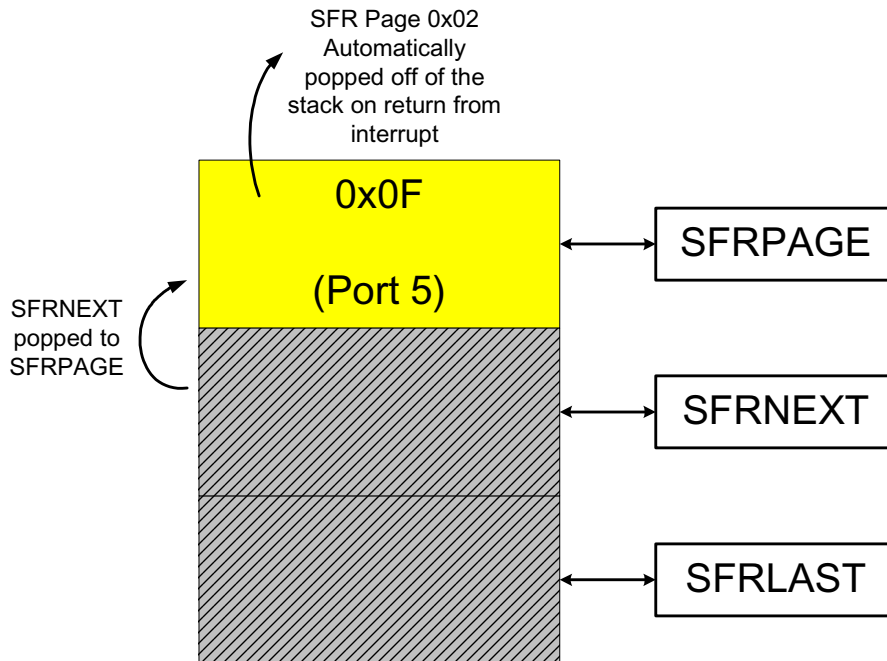 SFR Page 0x02
Automatically
popped off of the
stack on return from
interrupt
0x0F
(Port 5)
SFRPAGE
SFRNEXT
popped to
SFRPAGE
SFRNEXT
SFRLAST